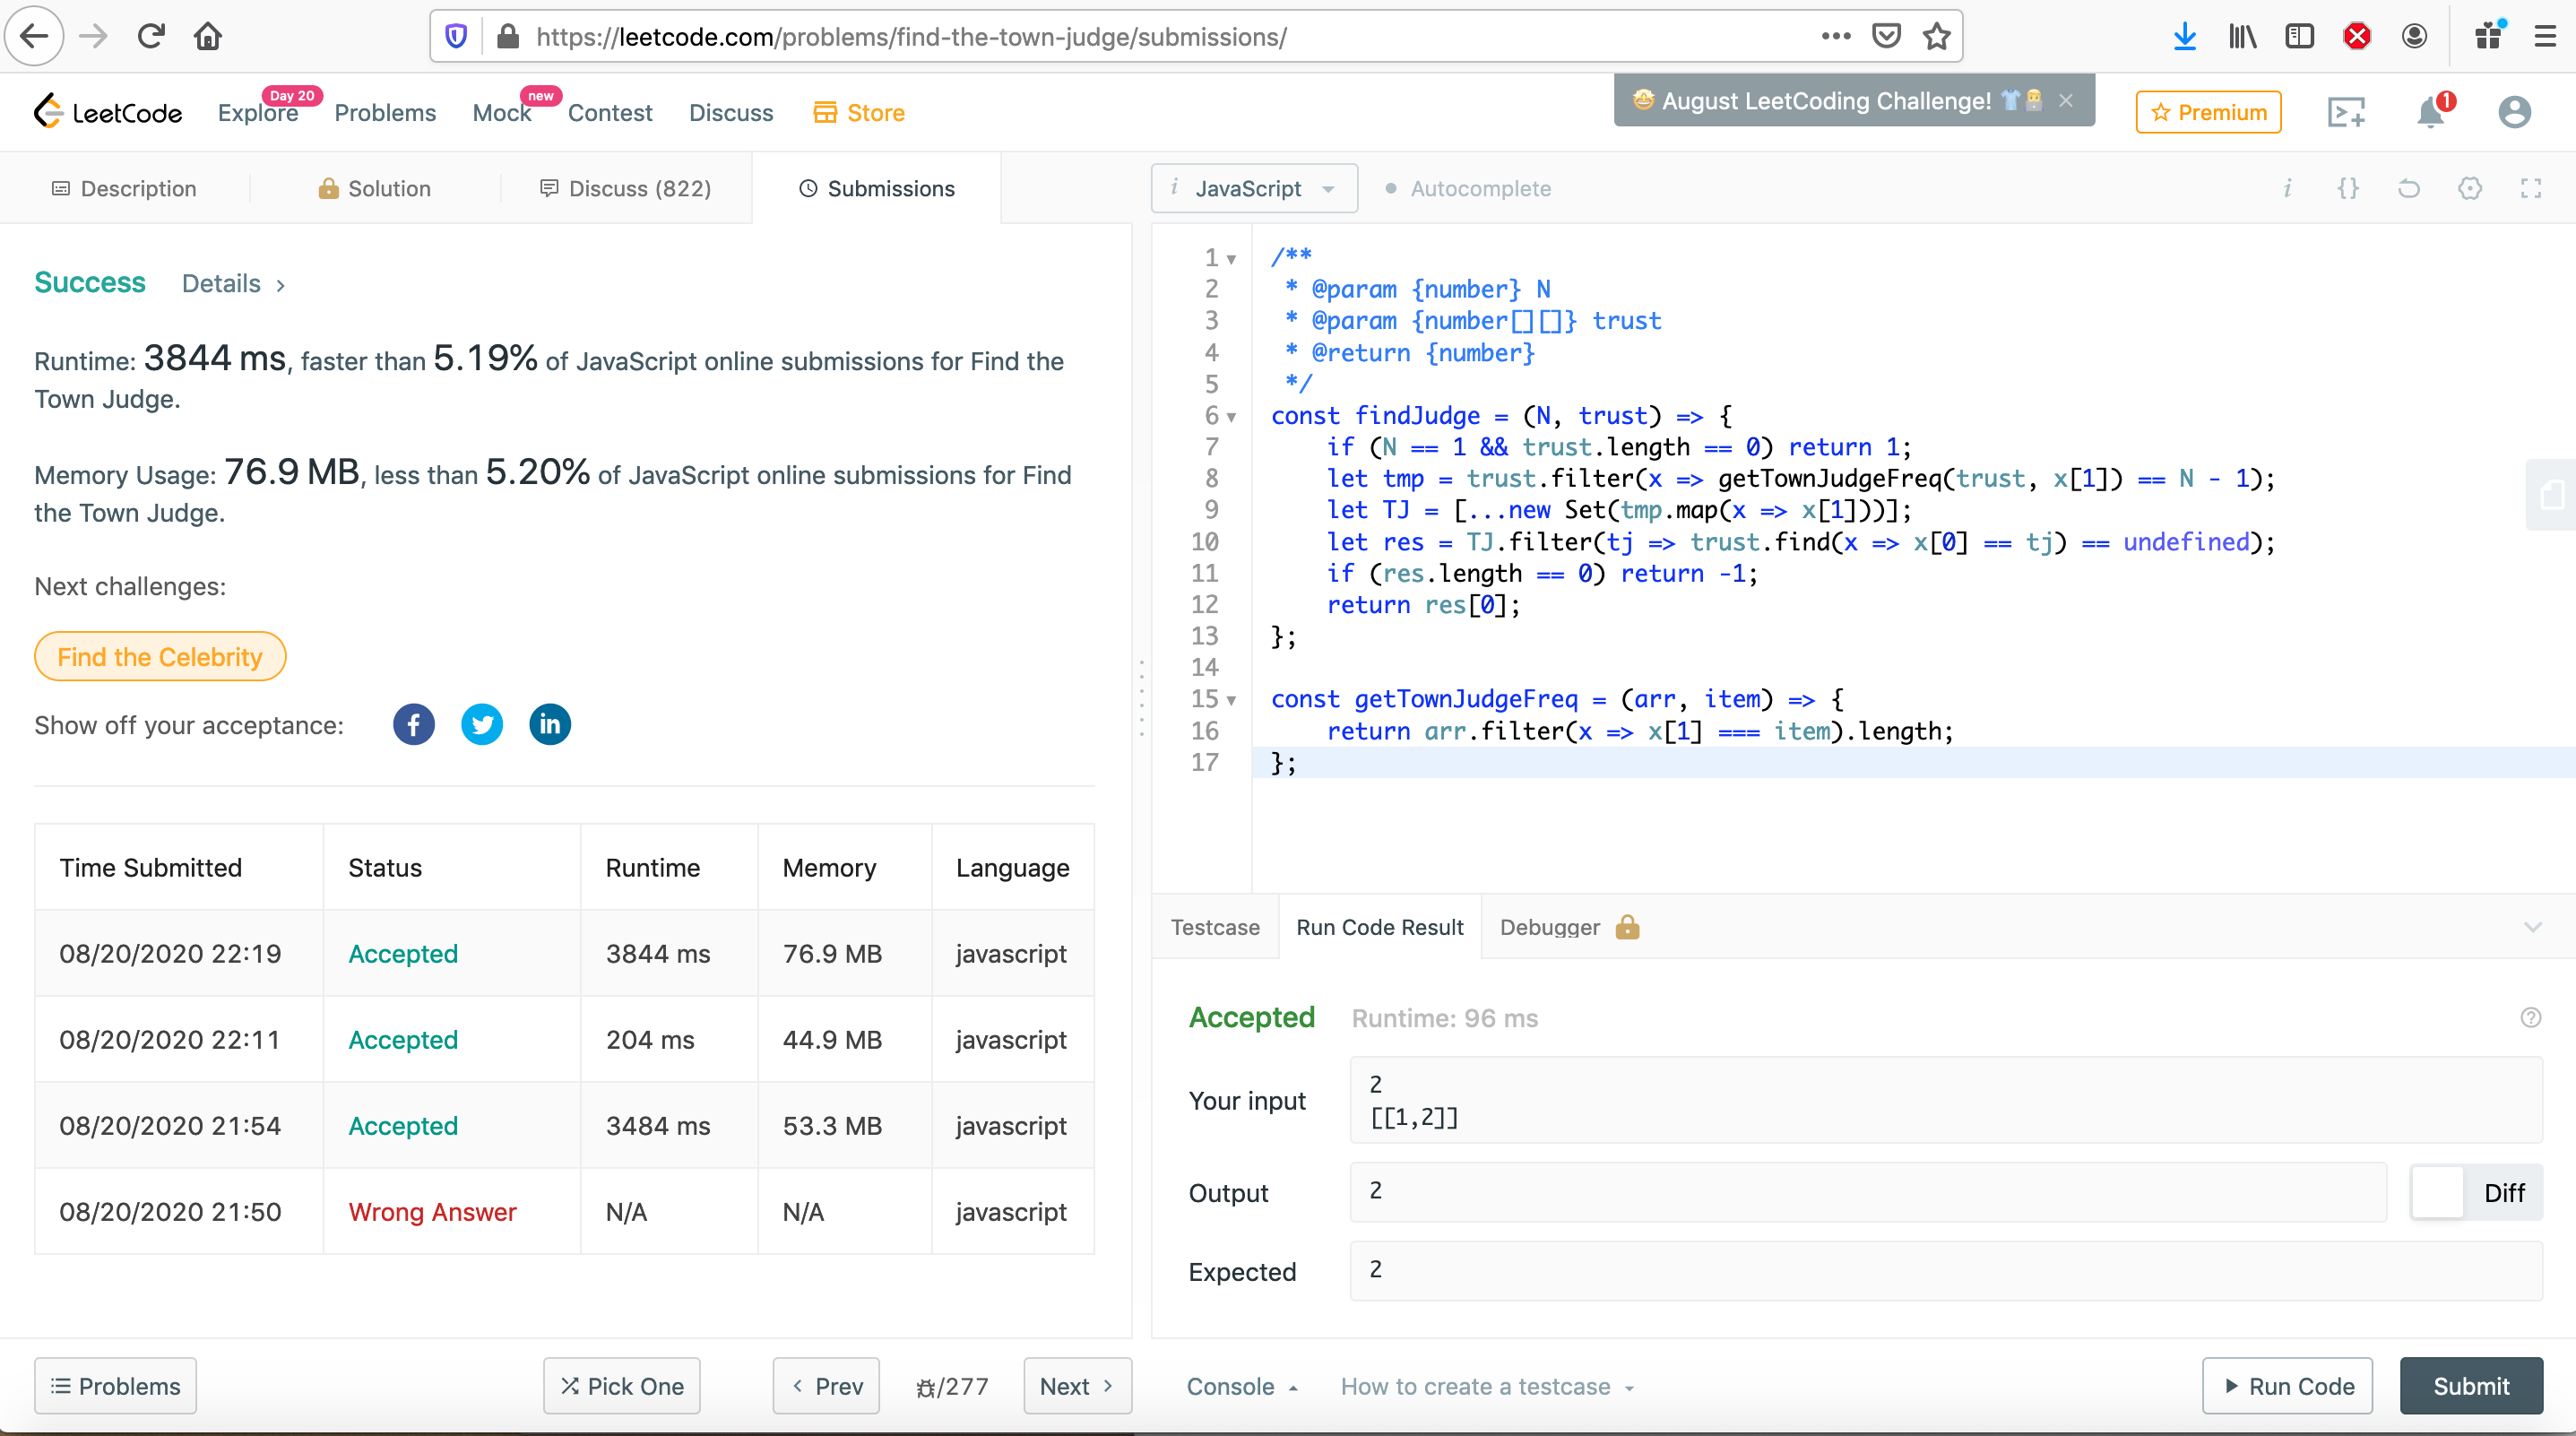 https://leetcode.com/problems/find-the-town-judge/submissions/
LeetCode
Explore
Day 20
Problems
Mock
new
Contest
Discuss
Store
August LeetCoding Challenge!
Premium
1
Description
Solution
Discuss (822)
Submissions
i JavaScript
Autocomplete
i {}
Success Details >
Runtime: 3844 ms, faster than 5.19% of JavaScript online submissions for Find the
Town Judge.
Memory Usage: 76.9 MB, less than 5.20% of JavaScript online submissions for Find
the Town Judge.
Next challenges:
Find the Celebrity
Show off your acceptance:
f in
Time Submitted Status Runtime Memory Language
08/20/2020 22:19 Accepted 3844 ms 76.9 MB javascript
08/20/2020 22:11 Accepted 204 ms 44.9 MB javascript
08/20/2020 21:54 Accepted 3484 ms 53.3 MB javascript
08/20/2020 21:50 Wrong Answer N/A N/A javascript
1 /**
2 * @param {number} N
3 * @param {number[][]} trust
4 * @return {number}
5 */
6 const findJudge = (N, trust) => {
7 if (N == 1 && trust.length == 0) return 1;
8 let tmp = trust.filter(x => getTownJudgeFreq(trust, x[1]) == N - 1);
9 let TJ = [...new Set(tmp.map(x => x[1]))];
10 let res = TJ.filter(tj => trust.find(x => x[0] == tj) == undefined);
11 if (res.length == 0) return -1;
12 return res[0];
13 };
14
15 const getTownJudgeFreq = (arr, item) => {
16 return arr.filter(x => x[1] === item).length;
17 };
Testcase
Run Code Result
Debugger
Accepted Runtime: 96 ms
Your input
2
[[1,2]]
Output
2
Diff
Expected
2
Problems
Pick One
< Prev
/277
Next >
Console
How to create a testcase
Run Code
Submit